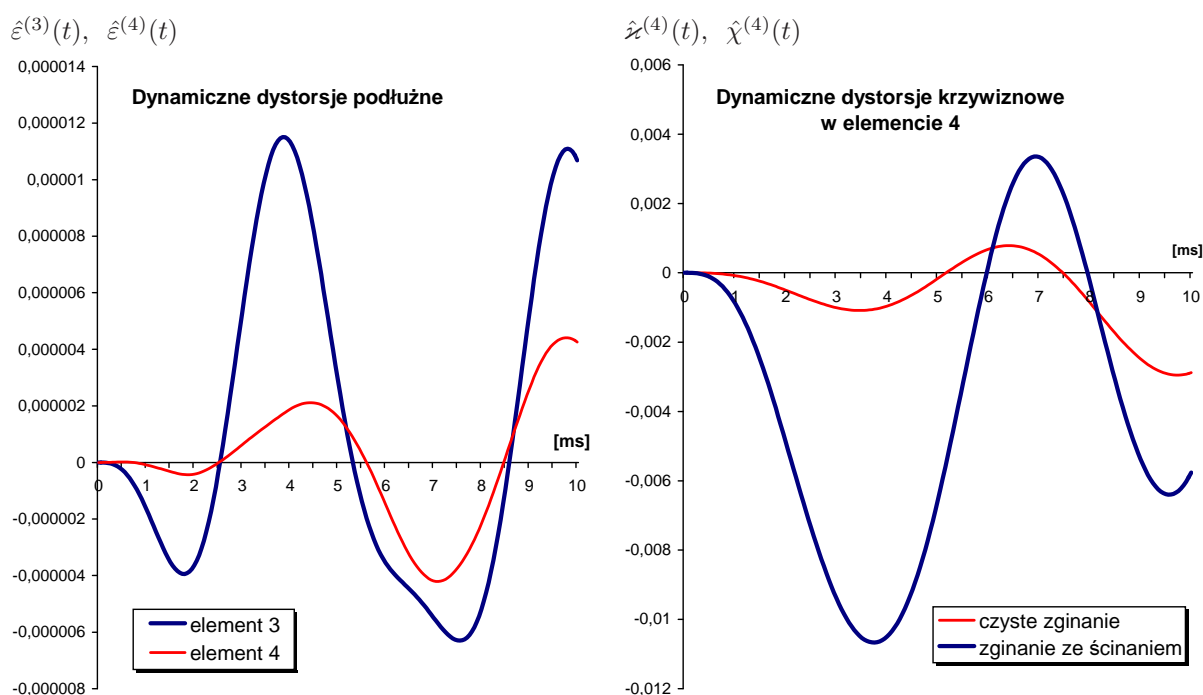 ε̂⁽³⁾(t), ε̂⁽⁴⁾(t)
0,000014
0,000012
0,00001
0,000008
0,000006
0,000004
0,000002
0
-0,000002
-0,000004
-0,000006
-0,000008
Dynamiczne dystorsje podłużne
[ms]
0 1 2 3 4 5 6 7 8 9 10
element 3
element 4
ϰ̂⁽⁴⁾(t), χ̂⁽⁴⁾(t)
0,006
0,004
0,002
0
-0,002
-0,004
-0,006
-0,008
-0,01
-0,012
Dynamiczne dystorsje krzywiznowe
w elemencie 4
[ms]
0 1 2 3 4 5 6 7 8 9 10
czyste zginanie
zginanie ze ścinaniem